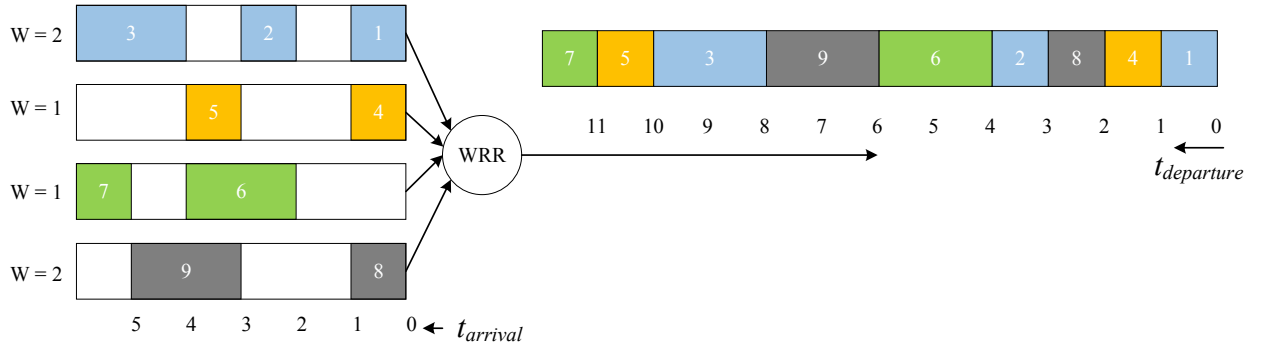 W = 2
3 2 1
W = 1
5 4
W = 1
7 6
W = 2
9 8
5 4 3 2 1 0
t_arrival
WRR
7 5 3 9 6 2 8 4 1
11 10 9 8 7 6 5 4 3 2 1 0
t_departure